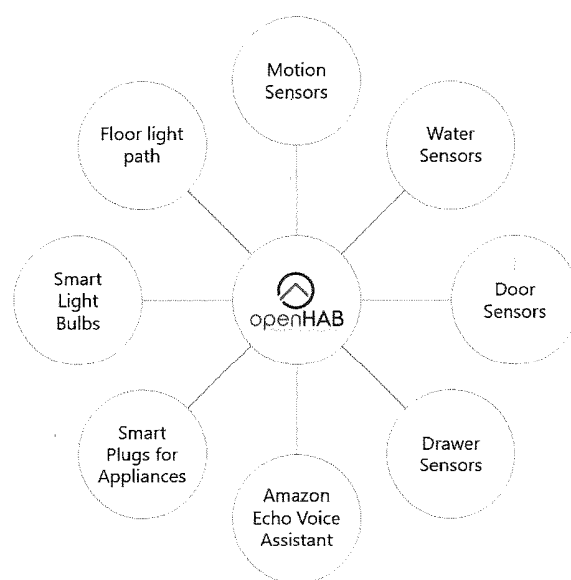 Motion
Sensors
Floor light
path
Water
Sensors
Smart
Light
Bulbs
openHAB
Door
Sensors
Smart
Plugs for
Appliances
Drawer
Sensors
Amazon
Echo Voice
Assistant